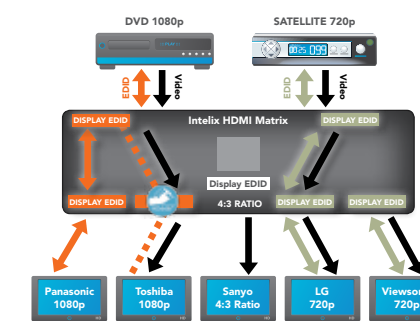 DVD 1080p
SATELLITE 720p
EDID
Video
EDID
Video
Intelix HDMI Matrix
DISPLAY EDID
DISPLAY EDID
Display EDID
DISPLAY EDID
4:3 RATIO
DISPLAY EDID
DISPLAY EDID
Panasonic
1080p
Toshiba
1080p
Sanyo
4:3 Ratio
LG
720p
Viewson
720p